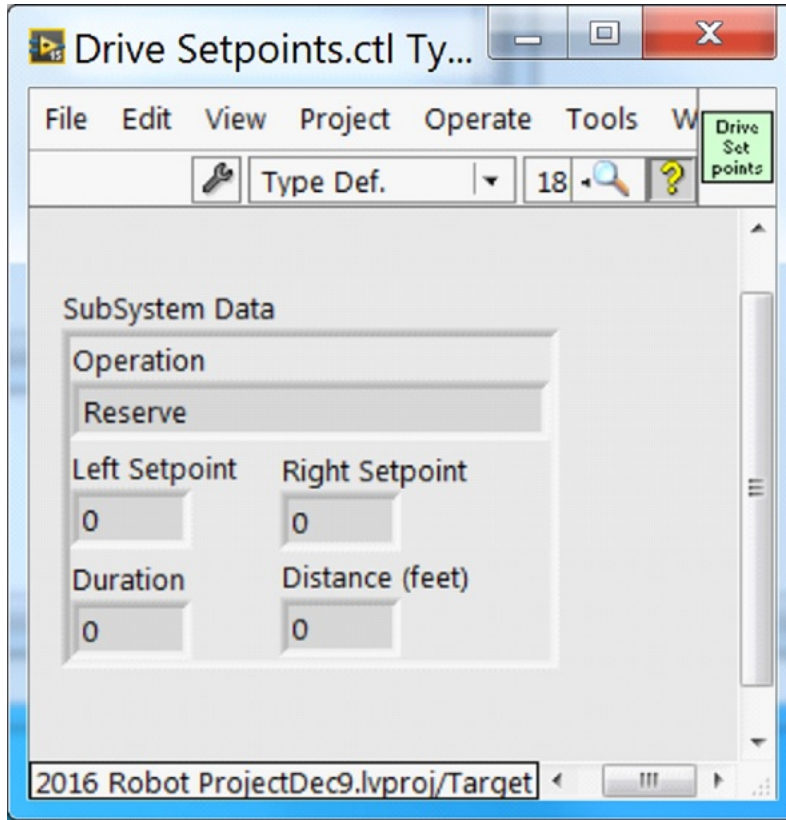 Drive Setpoints.ctl Ty...
File Edit View Project Operate Tools W
Drive
Set
points
Type Def. 18
SubSystem Data
Operation
Reserve
Left Setpoint Right Setpoint
0 0
Duration Distance (feet)
0 0
2016 Robot ProjectDec9.lvproj/Target